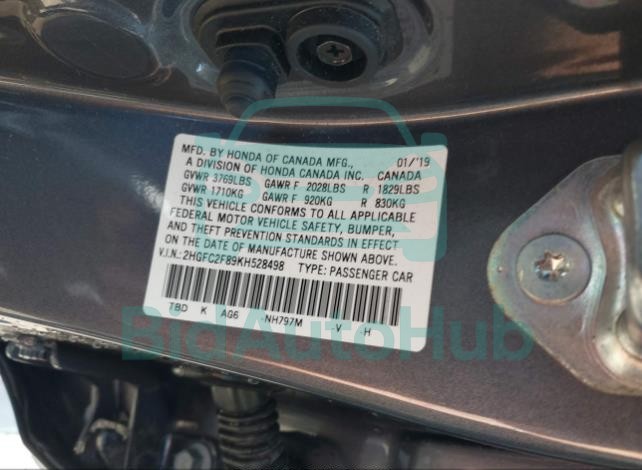 MFD. BY HONDA OF CANADA MFG., 01/'19
A DIVISION OF HONDA CANADA INC. CANADA
GVWR 3769LBS GAWR F 2028LBS R 1829LBS
GVWR 1710KG GAWR F 920KG R 830KG
THIS VEHICLE CONFORMS TO ALL APPLICABLE
FEDERAL MOTOR VEHICLE SAFETY, BUMPER,
AND THEFT PREVENTION STANDARDS IN EFFECT
ON THE DATE OF MANUFACTURE SHOWN ABOVE.
V.I.N.: 2HGFC2F89KH528498 TYPE: PASSENGER CAR
TBD K AG6 NH797M V H
BidAutoHub